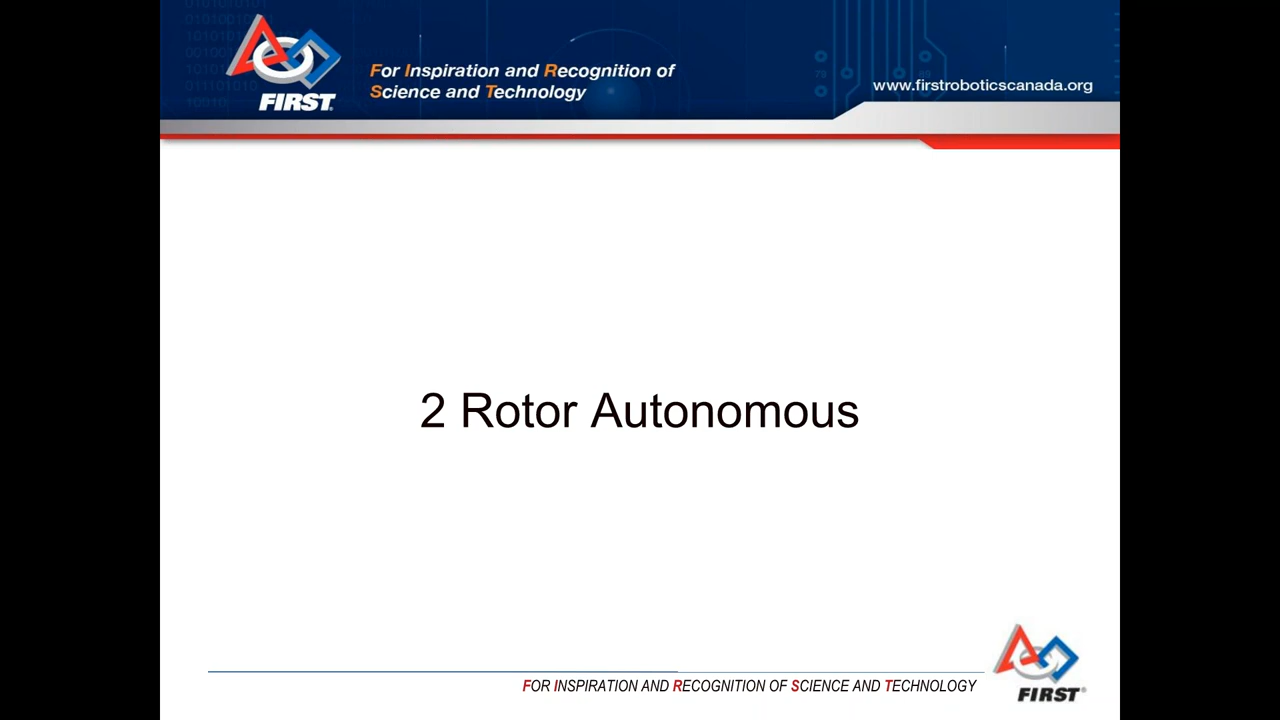 FIRST
For Inspiration and Recognition of
Science and Technology
www.firstroboticscanada.org
2 Rotor Autonomous
FOR INSPIRATION AND RECOGNITION OF SCIENCE AND TECHNOLOGY
FIRST